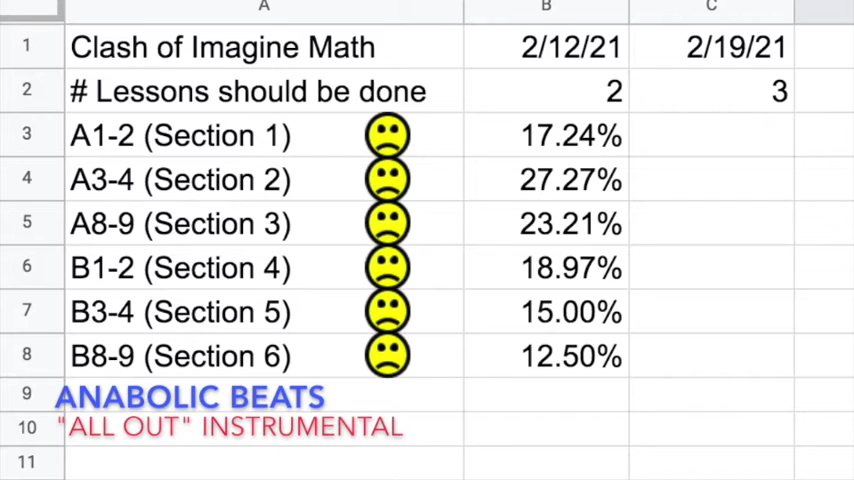 A B C
1 Clash of Imagine Math 2/12/21 2/19/21
2 # Lessons should be done 2 3
3 A1-2 (Section 1) 17.24%
4 A3-4 (Section 2) 27.27%
5 A8-9 (Section 3) 23.21%
6 B1-2 (Section 4) 18.97%
7 B3-4 (Section 5) 15.00%
8 B8-9 (Section 6) 12.50%
9 ANABOLIC BEATS
10 "ALL OUT" INSTRUMENTAL
11